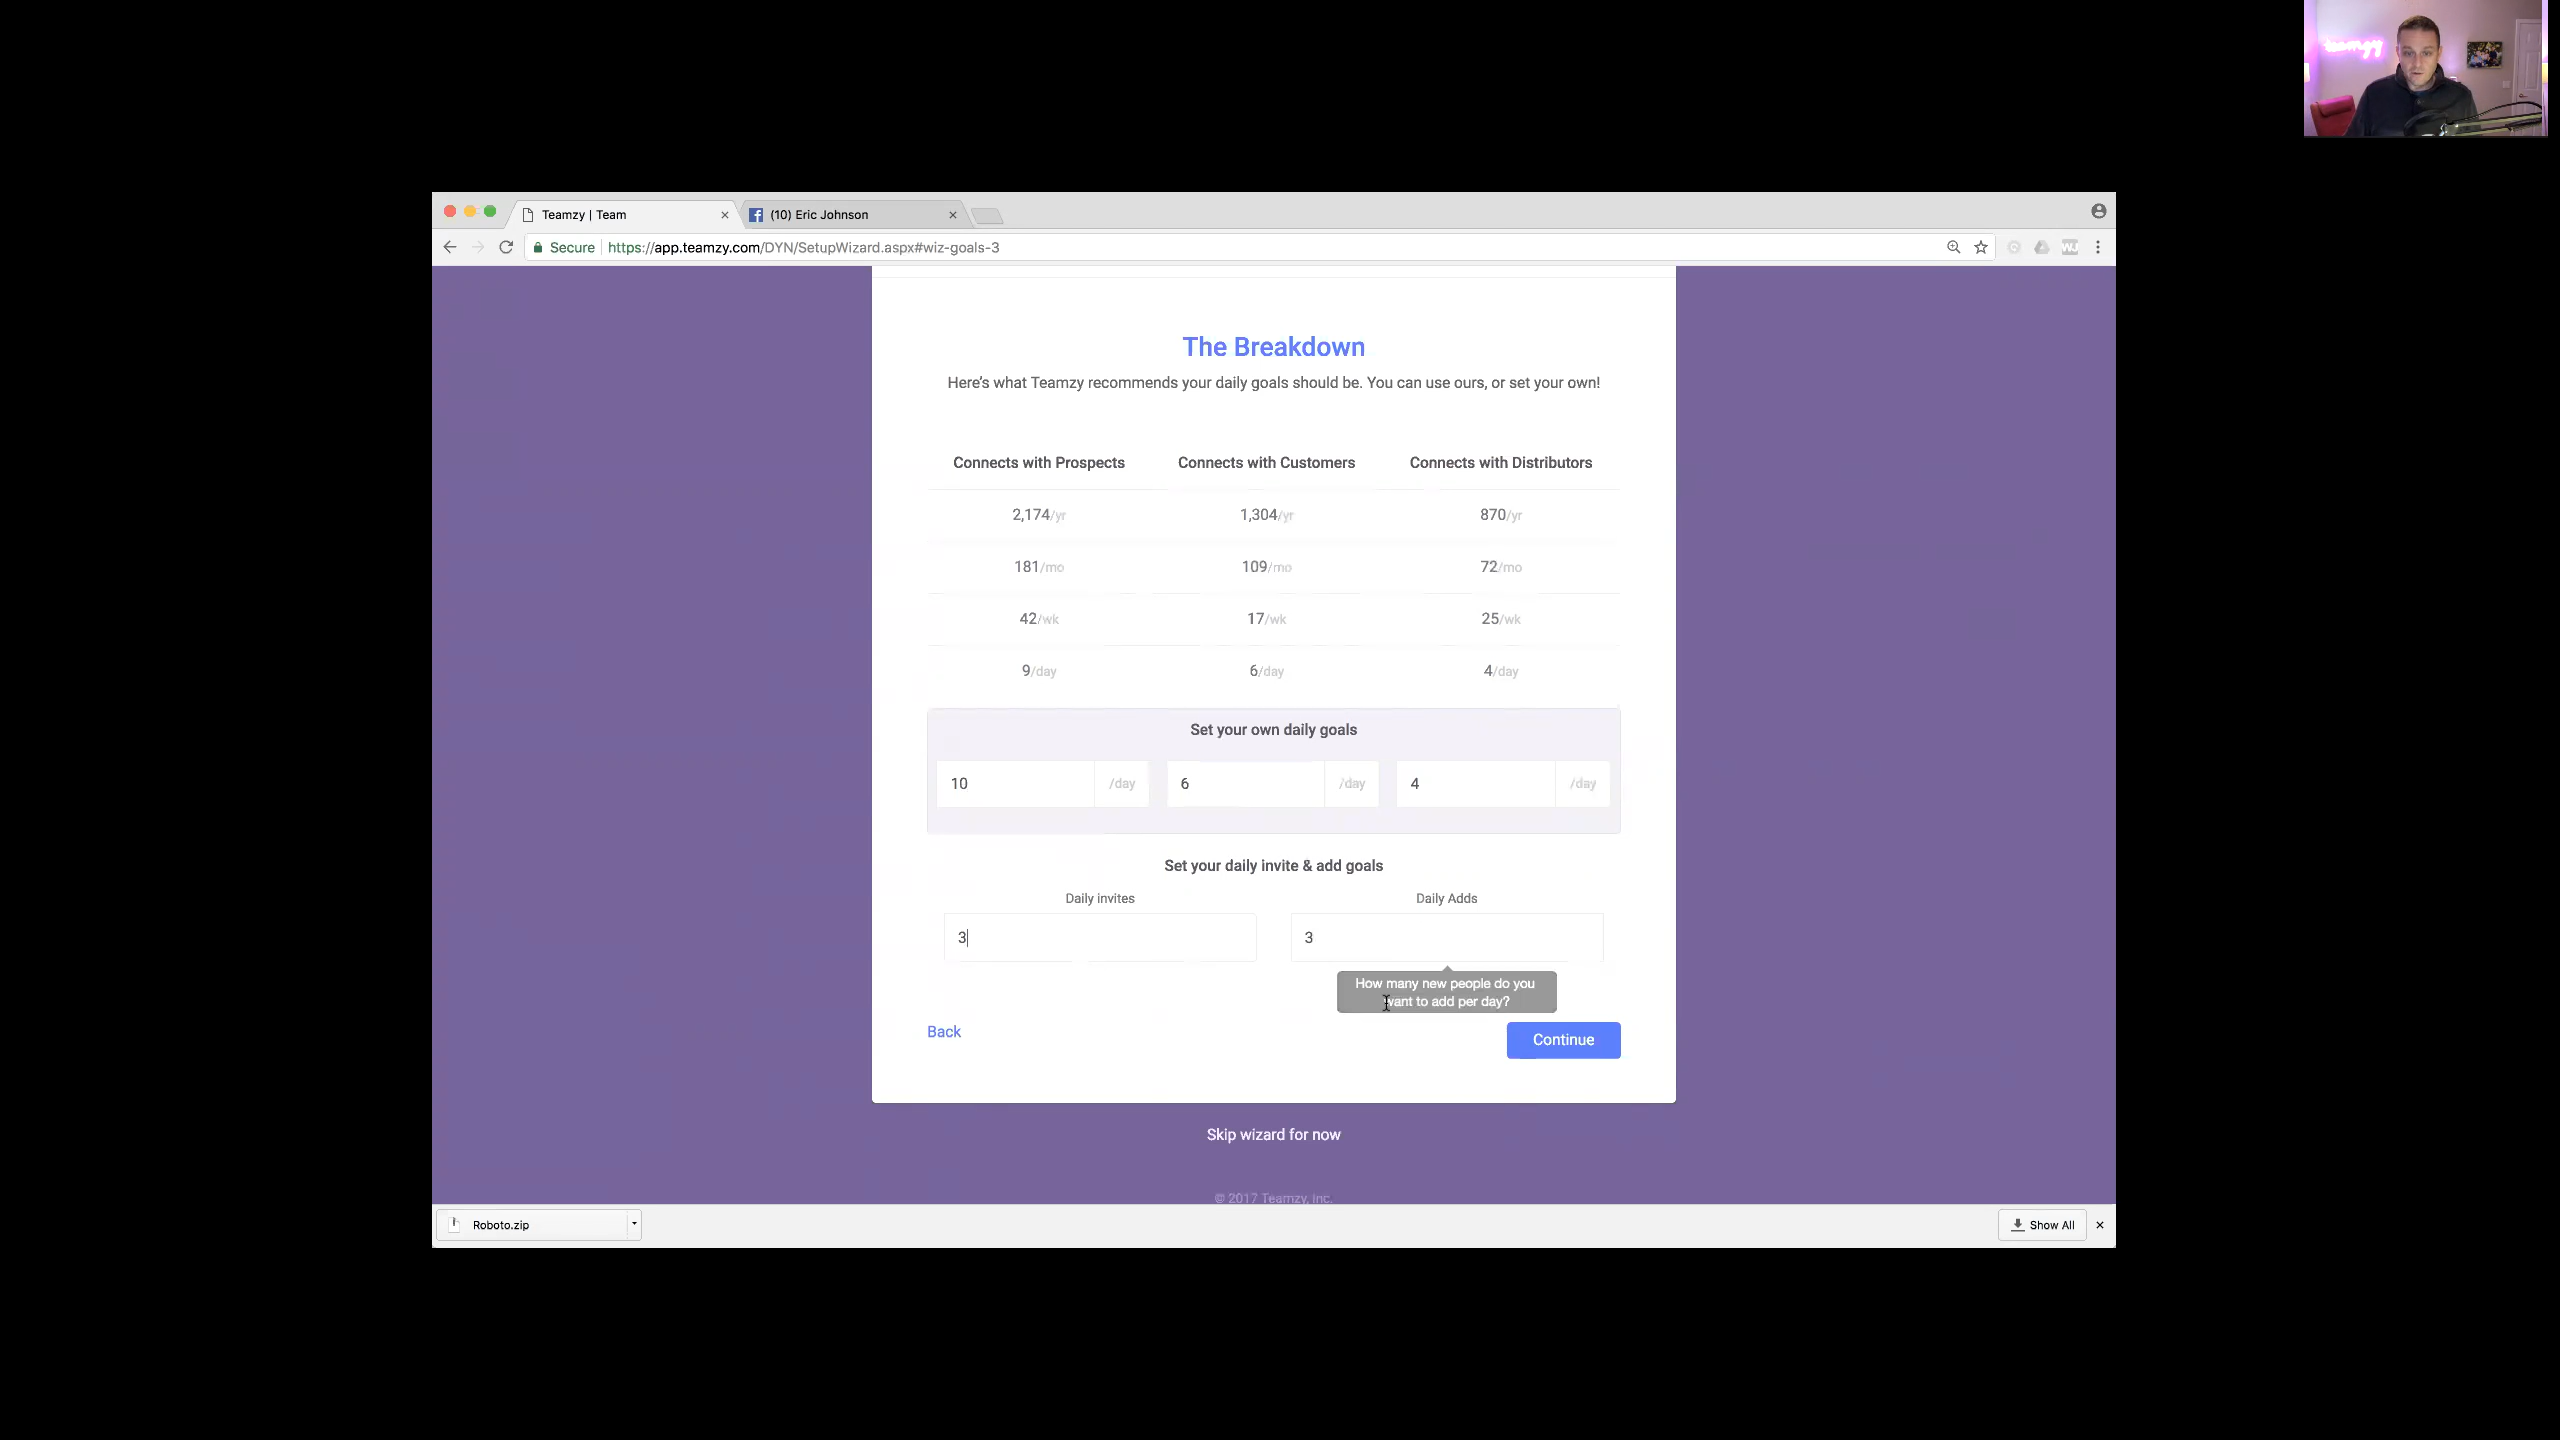 teamzy
Teamzy | Team
(10) Eric Johnson
Secure
https://app.teamzy.com/DYN/SetupWizard.aspx#wiz-goals-3
WJ
The Breakdown
Here's what Teamzy recommends your daily goals should be. You can use ours, or set your own!
Connects with Prospects Connects with Customers Connects with Distributors
2,174/yr 1,304/yr 870/yr
181/mo 109/mo 72/mo
42/wk 17/wk 25/wk
9/day 6/day 4/day
Set your own daily goals
10 /day 6 /day 4 /day
Set your daily invite & add goals
Daily invites Daily Adds
3 3
How many new people do you
want to add per day?
Back
Continue
Skip wizard for now
© 2017 Teamzy, Inc.
Roboto.zip
Show All